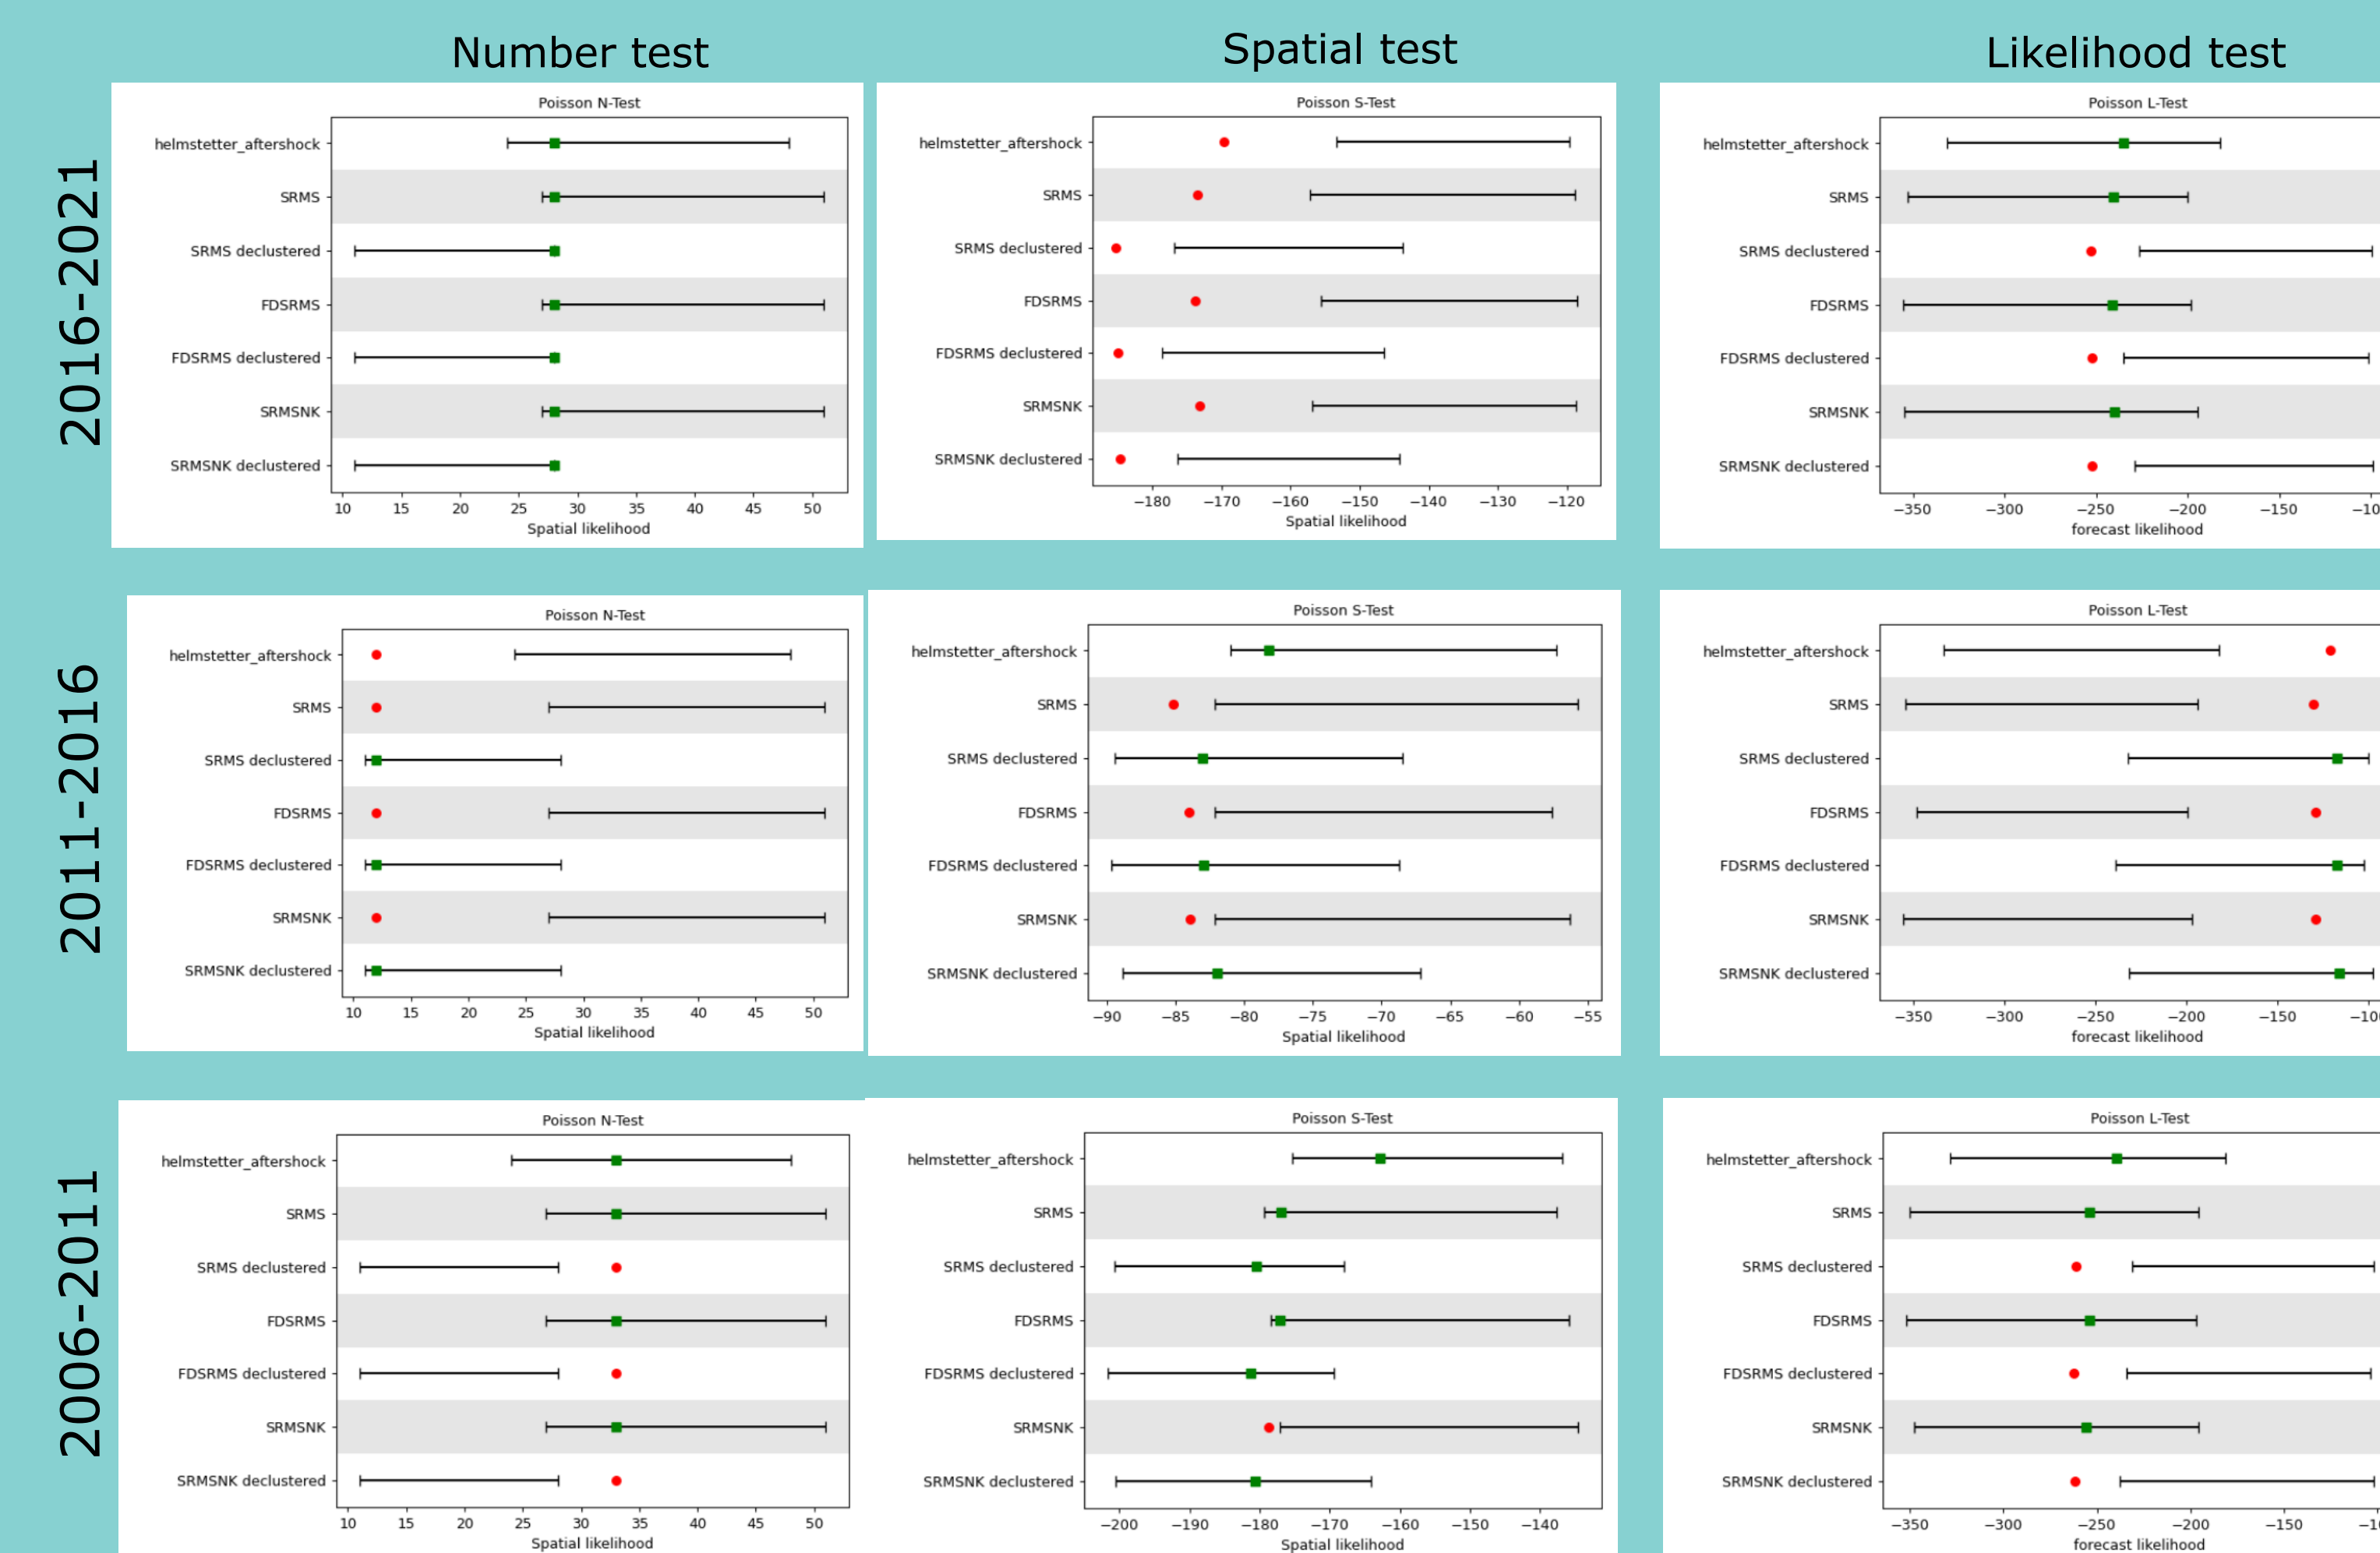 Number test
Spatial test
Likelihood test
2016-2021
Poisson N-Test
helmstetter_aftershock
SRMS
SRMS declustered
FDSRMS
FDSRMS declustered
SRMSNK
SRMSNK declustered
10 15 20 25 30 35 40 45 50
Spatial likelihood
Poisson S-Test
helmstetter_aftershock
SRMS
SRMS declustered
FDSRMS
FDSRMS declustered
SRMSNK
SRMSNK declustered
−180 −170 −160 −150 −140 −130 −120
Spatial likelihood
Poisson L-Test
helmstetter_aftershock
SRMS
SRMS declustered
FDSRMS
FDSRMS declustered
SRMSNK
SRMSNK declustered
−350 −300 −250 −200 −150
forecast likelihood
2011-2016
Poisson N-Test
helmstetter_aftershock
SRMS
SRMS declustered
FDSRMS
FDSRMS declustered
SRMSNK
SRMSNK declustered
10 15 20 25 30 35 40 45 50
Spatial likelihood
Poisson S-Test
helmstetter_aftershock
SRMS
SRMS declustered
FDSRMS
FDSRMS declustered
SRMSNK
SRMSNK declustered
−90 −85 −80 −75 −70 −65 −60 −55
Spatial likelihood
Poisson L-Test
helmstetter_aftershock
SRMS
SRMS declustered
FDSRMS
FDSRMS declustered
SRMSNK
SRMSNK declustered
−350 −300 −250 −200 −150
forecast likelihood
2006-2011
Poisson N-Test
helmstetter_aftershock
SRMS
SRMS declustered
FDSRMS
FDSRMS declustered
SRMSNK
SRMSNK declustered
10 15 20 25 30 35 40 45 50
Spatial likelihood
Poisson S-Test
helmstetter_aftershock
SRMS
SRMS declustered
FDSRMS
FDSRMS declustered
SRMSNK
SRMSNK declustered
−200 −190 −180 −170 −160 −150 −140
Spatial likelihood
Poisson L-Test
helmstetter_aftershock
SRMS
SRMS declustered
FDSRMS
FDSRMS declustered
SRMSNK
SRMSNK declustered
−350 −300 −250 −200 −150
forecast likelihood